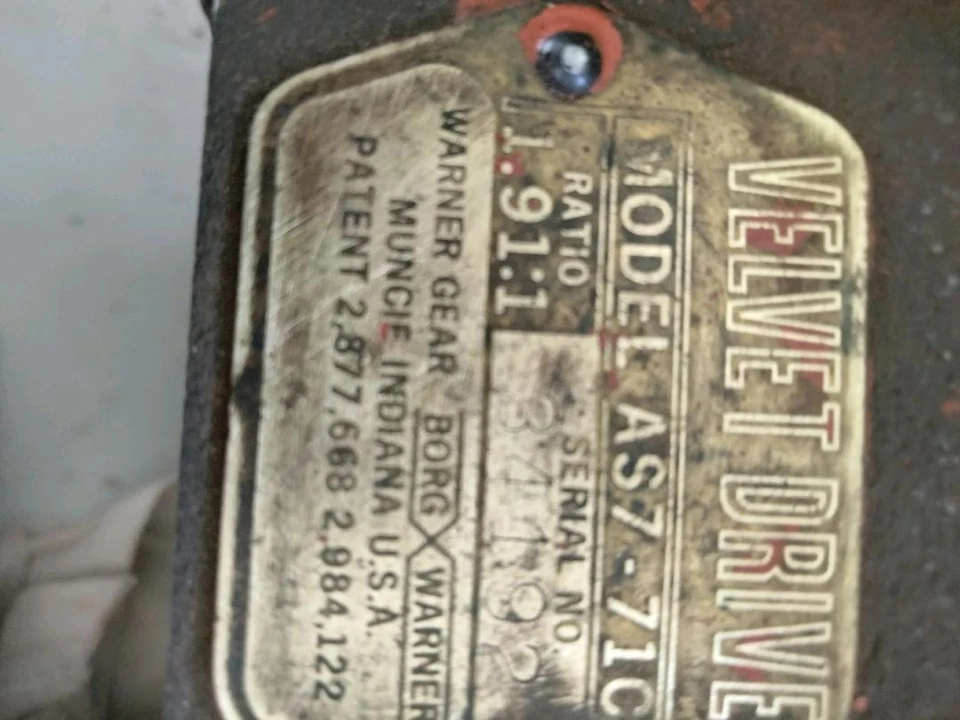 VELVET DRIVE
MODEL AS7-71C
RATIO SERIAL NO.
1.91:1
WARNER GEAR BORG WARNER
MUNCIE, INDIANA U.S.A.
PATENT 2,877,668 2,984,122